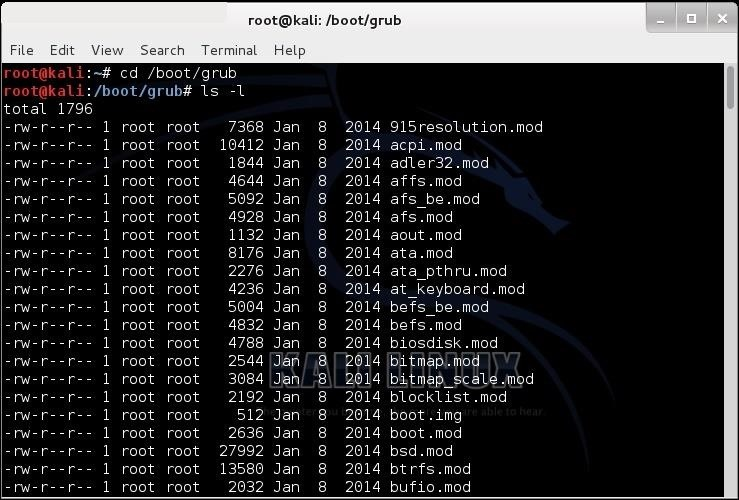 root@kali: /boot/grub
File Edit View Search Terminal Help
root@kali:~# cd /boot/grub
root@kali:/boot/grub# ls -l
total 1796
-rw-r--r-- 1 root root 7368 Jan 8 2014 915resolution.mod
-rw-r--r-- 1 root root 10412 Jan 8 2014 acpi.mod
-rw-r--r-- 1 root root 1844 Jan 8 2014 adler32.mod
-rw-r--r-- 1 root root 4644 Jan 8 2014 affs.mod
-rw-r--r-- 1 root root 5092 Jan 8 2014 afs_be.mod
-rw-r--r-- 1 root root 4928 Jan 8 2014 afs.mod
-rw-r--r-- 1 root root 1132 Jan 8 2014 aout.mod
-rw-r--r-- 1 root root 8176 Jan 8 2014 ata.mod
-rw-r--r-- 1 root root 2276 Jan 8 2014 ata_pthru.mod
-rw-r--r-- 1 root root 4236 Jan 8 2014 at_keyboard.mod
-rw-r--r-- 1 root root 5004 Jan 8 2014 befs_be.mod
-rw-r--r-- 1 root root 4832 Jan 8 2014 befs.mod
-rw-r--r-- 1 root root 4788 Jan 8 2014 biosdisk.mod
-rw-r--r-- 1 root root 2544 Jan 8 2014 bitmap.mod
-rw-r--r-- 1 root root 3084 Jan 8 2014 bitmap_scale.mod
-rw-r--r-- 1 root root 2192 Jan 8 2014 blocklist.mod
-rw-r--r-- 1 root root 512 Jan 8 2014 boot.img
-rw-r--r-- 1 root root 2636 Jan 8 2014 boot.mod
-rw-r--r-- 1 root root 27992 Jan 8 2014 bsd.mod
-rw-r--r-- 1 root root 13580 Jan 8 2014 btrfs.mod
-rw-r--r-- 1 root root 2032 Jan 8 2014 bufio.mod
KALI LINUX
able to hear.